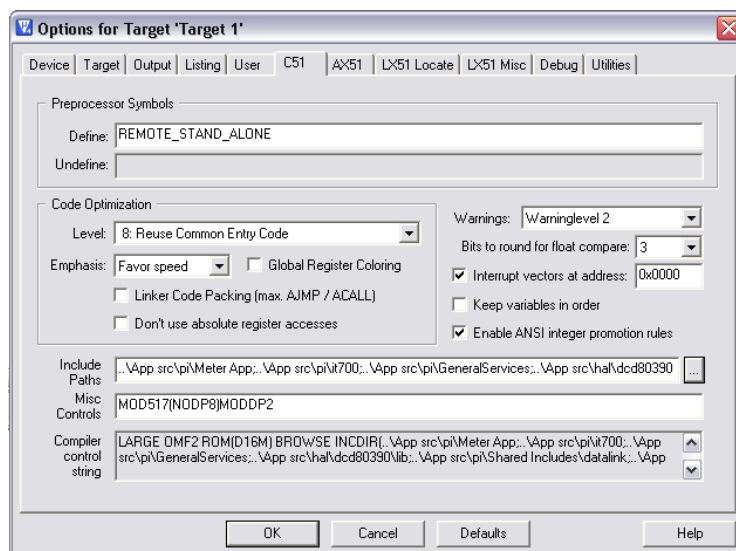 Options for Target 'Target 1'
Device Target Output Listing User C51 AX51 LX51 Locate LX51 Misc Debug Utilities
Preprocessor Symbols
Define: REMOTE_STAND_ALONE
Undefine:
Code Optimization
Level: 8: Reuse Common Entry Code
Emphasis: Favor speed Global Register Coloring
Linker Code Packing (max. AJMP / ACALL)
Don't use absolute register accesses
Warnings: Warninglevel 2
Bits to round for float compare: 3
Interrupt vectors at address: 0x0000
Keep variables in order
Enable ANSI integer promotion rules
Include Paths ..\App src\pi\Meter App;..\App src\pi\it700;..\App src\pi\GeneralServices;..\App src\hal\dcd80390 ...
Misc Controls MOD517(NODP8)MODDP2
Compiler control string LARGE OMF2 ROM(D16M) BROWSE INCDIR(..\App src\pi\Meter App;..\App src\pi\it700;..\App
src\pi\GeneralServices;..\App src\hal\dcd80390\lib;..\App src\pi\Shared Includes\datalink;..\App
OK Cancel Defaults Help